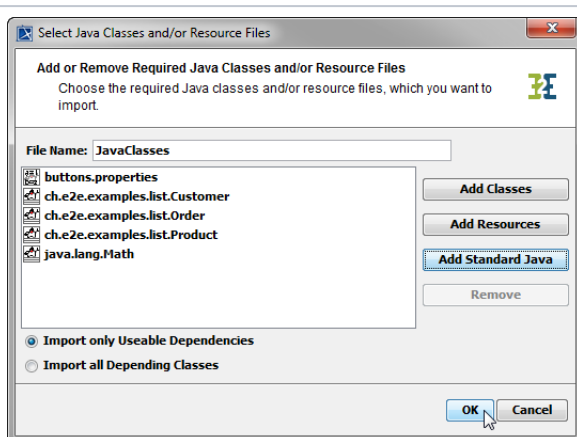 Select Java Classes and/or Resource Files
Add or Remove Required Java Classes and/or Resource Files
Choose the required Java classes and/or resource files, which you want to
import.
File Name: JavaClasses
buttons.properties
ch.e2e.examples.list.Customer
ch.e2e.examples.list.Order
ch.e2e.examples.list.Product
java.lang.Math
Add Classes
Add Resources
Add Standard Java
Remove
Import only Useable Dependencies
Import all Depending Classes
OK Cancel